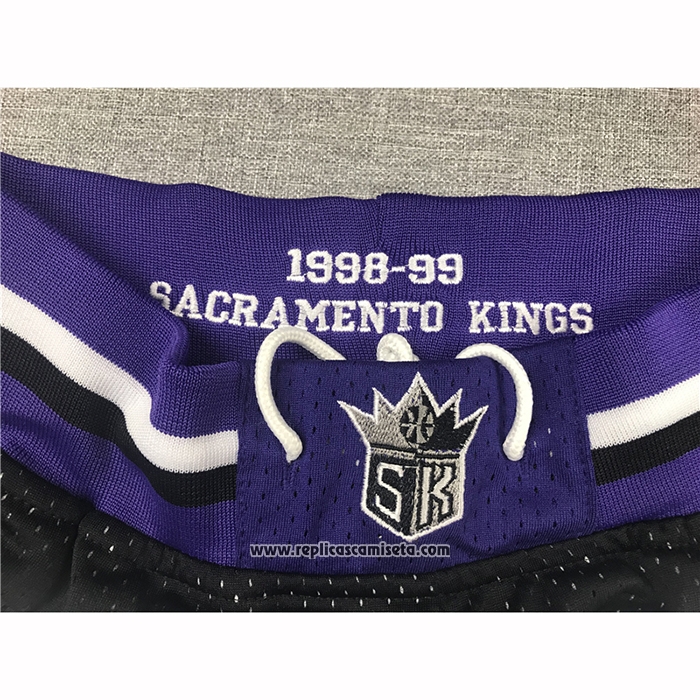 1998-99
SACRAMENTO KINGS
SK
www.replicascamiseta.com